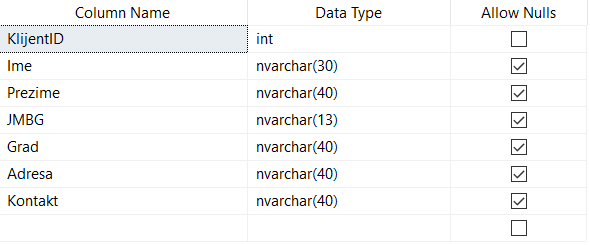 Column Name Data Type Allow Nulls
KlijentID int
Ime nvarchar(30)
Prezime nvarchar(40)
JMBG nvarchar(13)
Grad nvarchar(40)
Adresa nvarchar(40)
Kontakt nvarchar(40)